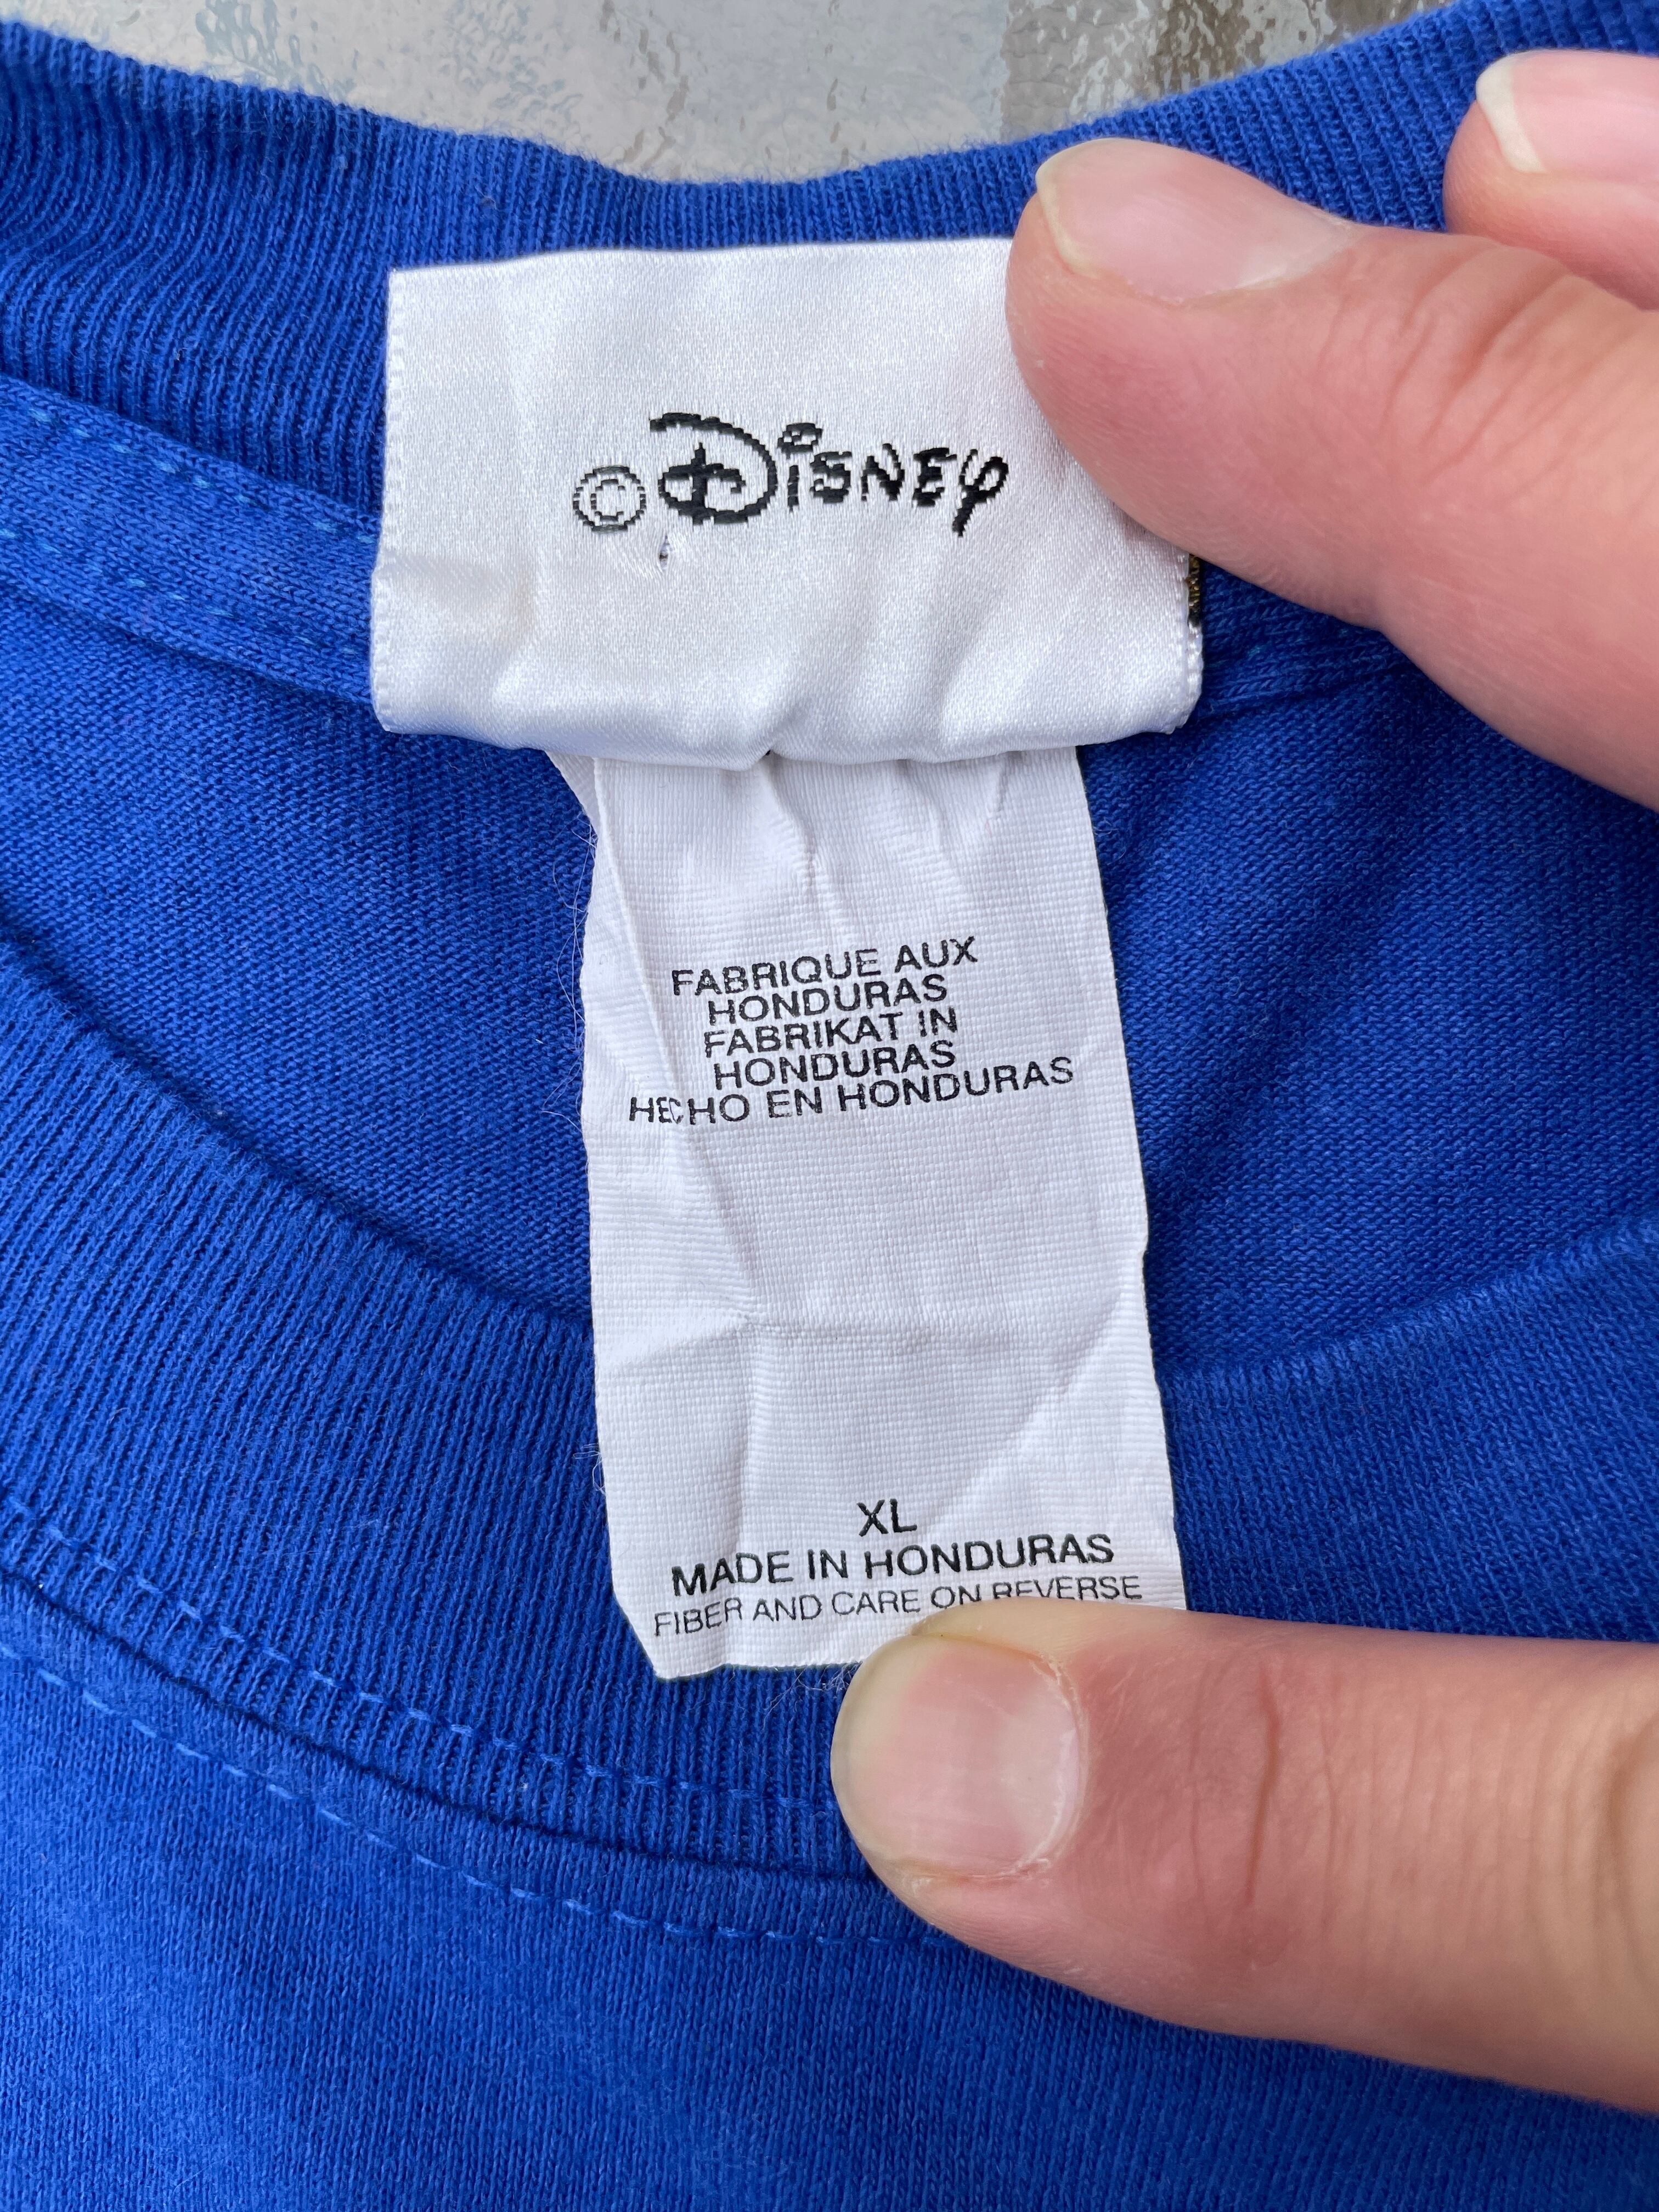 © Disney
FABRIQUE AUX
HONDURAS
FABRIKAT IN
HONDURAS
HECHO EN HONDURAS
XL
MADE IN HONDURAS
FIBER AND CARE ON REVERSE